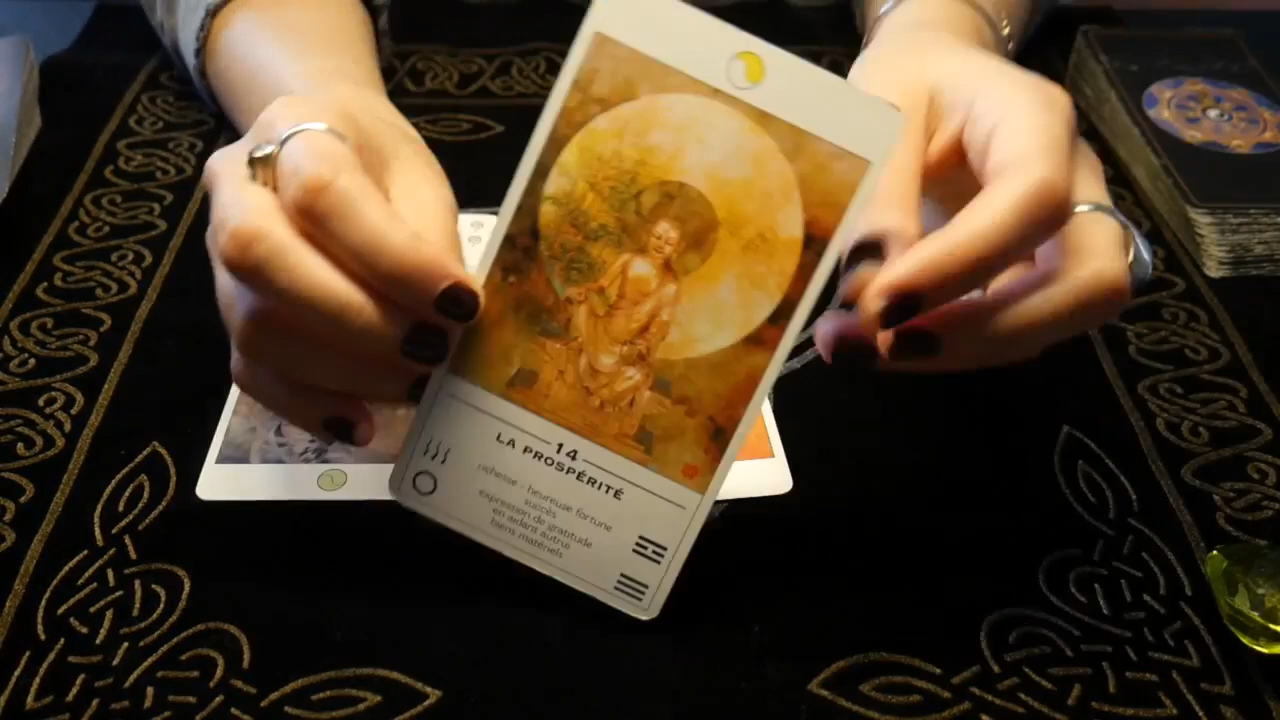 14
LA PROSPÉRITÉ
richesse - heureuse fortune
succès
expression de gratitude
en aidant autrui
biens matériels